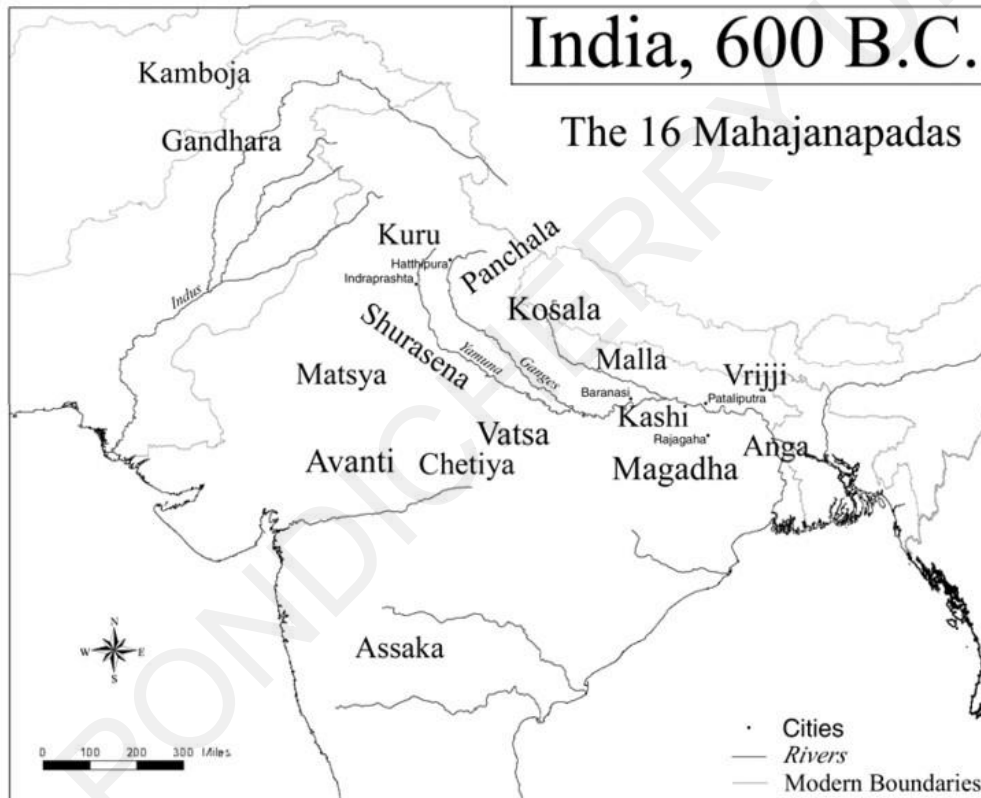 India, 600 B.C.
The 16 Mahajanapadas
Kamboja
Gandhara
Kuru
Hatthipura
Indraprashta
Panchala
Indus
Kosala
Shurasena
Yamuna
Ganges
Malla
Vrijji
Matsya
Baranasi
Pataliputra
Kashi
Rajagaha
Vatsa
Anga
Avanti
Chetiya
Magadha
Assaka
N
W E
S
0 100 200 300 Miles
Cities
Rivers
Modern Boundaries
PONDICHERRY U